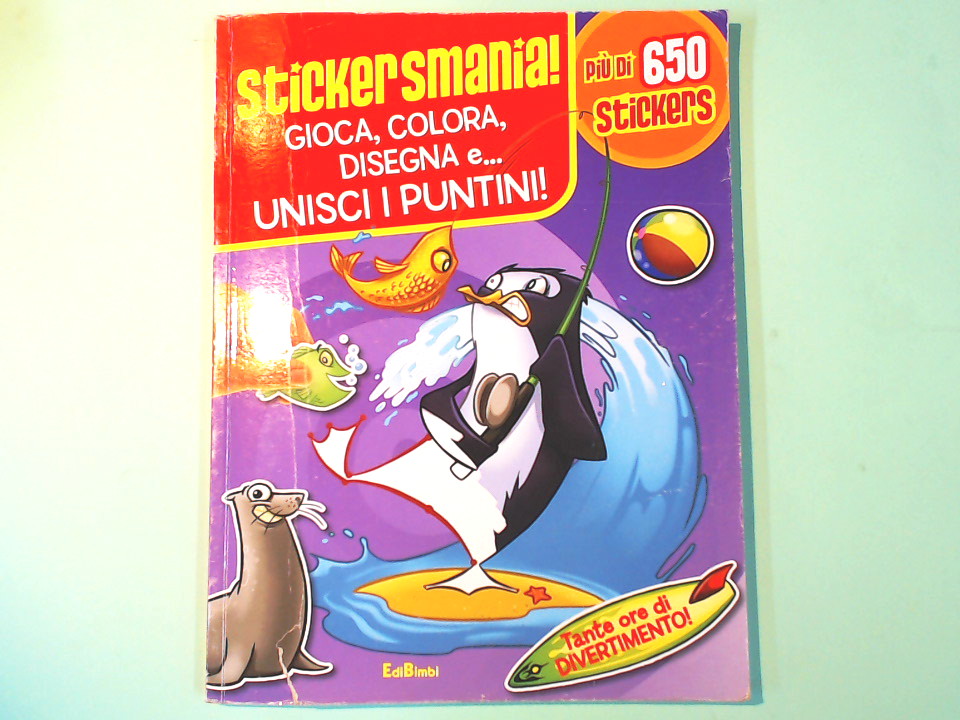 stickersmania!
GIOCA, COLORA,
DISEGNA e...
UNISCI I PUNTINI!
PIÙ DI 650
stickers
Tante ore di
DIVERTIMENTO!
EdiBimbi